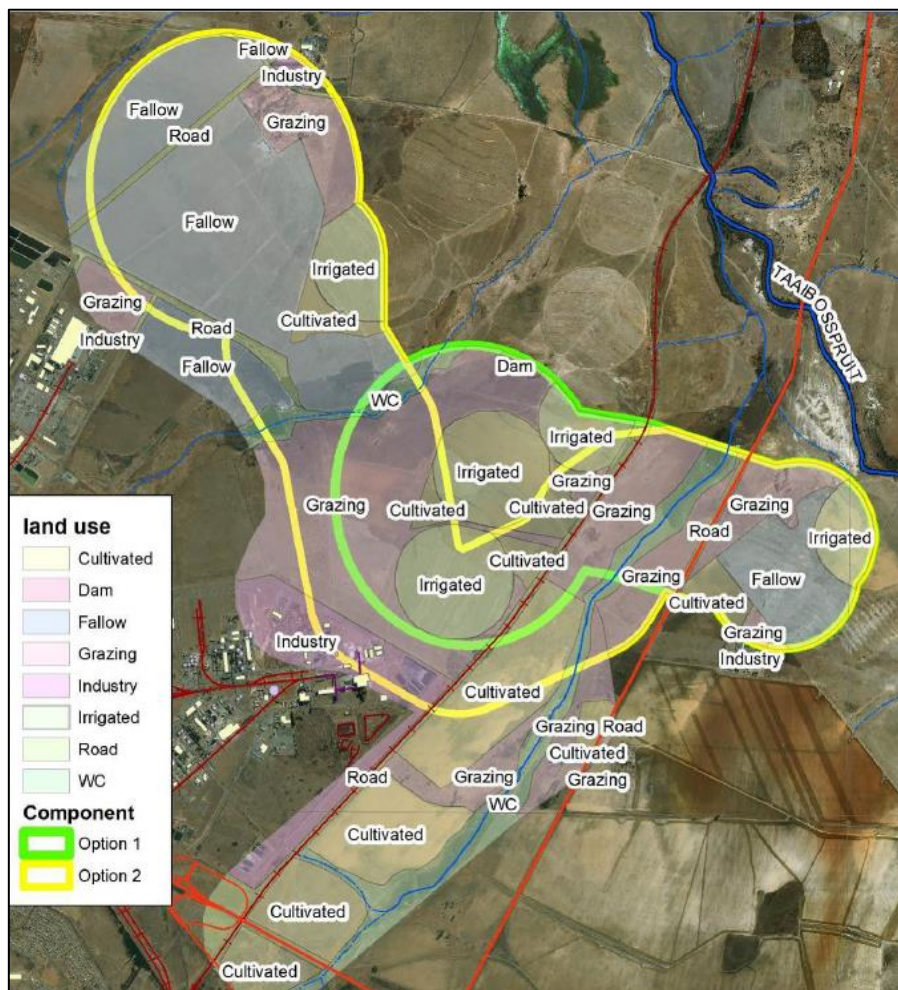 Fallow
Industry
Fallow
Grazing
Road
Fallow
Irrigated
Grazing
Cultivated
Road
Industry
Fallow
Dam
WC
TAAIBOSSPRUIT
Irrigated
Irrigated
Grazing
Grazing
Cultivated
Cultivated
Grazing
Grazing
Irrigated
Road
Cultivated
Irrigated
Grazing
Fallow
Cultivated
Grazing
Industry
Industry
Cultivated
Grazing
Road
Cultivated
Road
Grazing
Grazing
WC
Cultivated
Cultivated
Cultivated
land use
Cultivated
Dam
Fallow
Grazing
Industry
Irrigated
Road
WC
Component
Option 1
Option 2